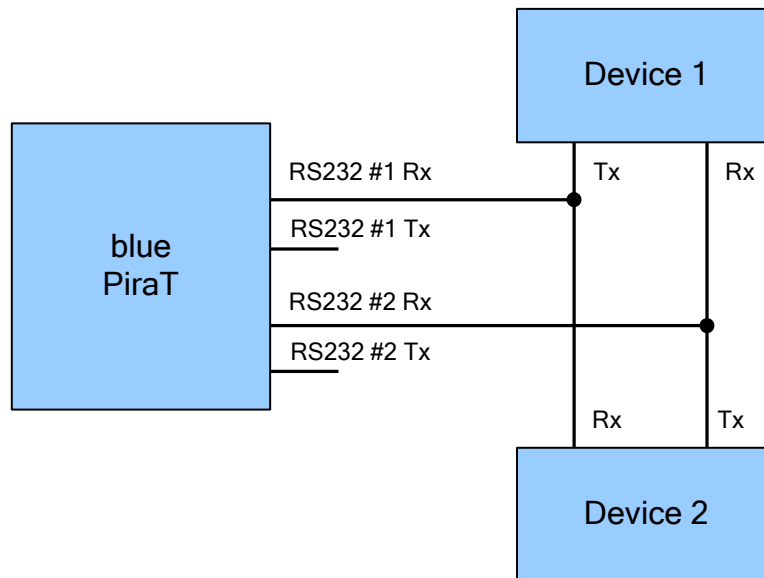 Device 1
Tx
Rx
RS232 #1 Rx
RS232 #1 Tx
blue
PiraT
RS232 #2 Rx
RS232 #2 Tx
Rx
Tx
Device 2